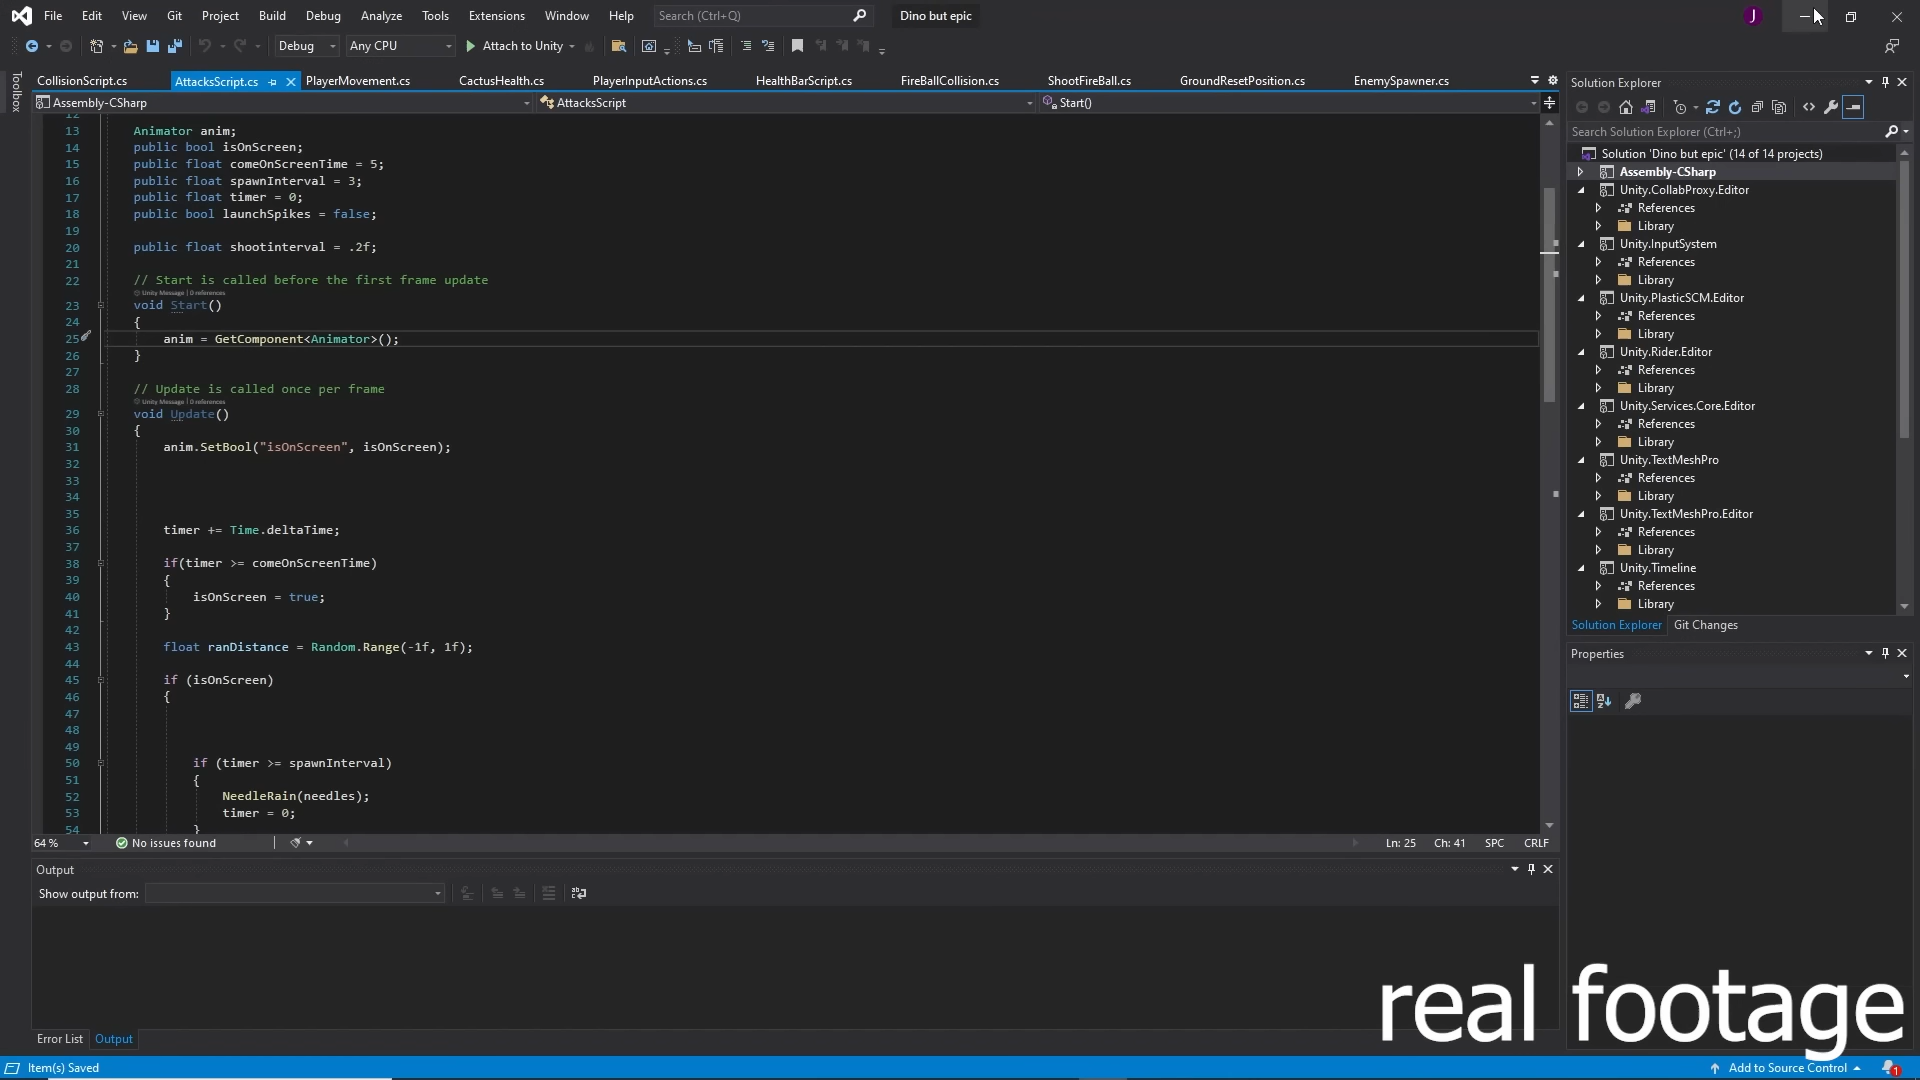 File Edit View Git Project Build Debug Analyze Tools Extensions Window Help Search (Ctrl+Q) Dino but epic J
Debug Any CPU Attach to Unity
Toolbox
CollisionScript.cs AttacksScript.cs PlayerMovement.cs CactusHealth.cs PlayerInputActions.cs HealthBarScript.cs FireBallCollision.cs ShootFireBall.cs GroundResetPosition.cs EnemySpawner.cs
Assembly-CSharp AttacksScript Start()
12
13 Animator anim;
14 public bool isOnScreen;
15 public float comeOnScreenTime = 5;
16 public float spawnInterval = 3;
17 public float timer = 0;
18 public bool launchSpikes = false;
19
20 public float shootinterval = .2f;
21
22 // Start is called before the first frame update
Unity Message | 0 references
23 void Start()
24 {
25 anim = GetComponent<Animator>();
26 }
27
28 // Update is called once per frame
Unity Message | 0 references
29 void Update()
30 {
31 anim.SetBool("isOnScreen", isOnScreen);
32
33
34
35
36 timer += Time.deltaTime;
37
38 if(timer >= comeOnScreenTime)
39 {
40 isOnScreen = true;
41 }
42
43 float ranDistance = Random.Range(-1f, 1f);
44
45 if (isOnScreen)
46 {
47
48
49
50 if (timer >= spawnInterval)
51 {
52 NeedleRain(needles);
53 timer = 0;
54 }
64 % No issues found Ln: 25 Ch: 41 SPC CRLF
Output
Show output from:
Error List Output
Solution Explorer
Search Solution Explorer (Ctrl+;)
Solution 'Dino but epic' (14 of 14 projects)
Assembly-CSharp
Unity.CollabProxy.Editor
References
Library
Unity.InputSystem
References
Library
Unity.PlasticSCM.Editor
References
Library
Unity.Rider.Editor
References
Library
Unity.Services.Core.Editor
References
Library
Unity.TextMeshPro
References
Library
Unity.TextMeshPro.Editor
References
Library
Unity.Timeline
References
Library
Solution Explorer Git Changes
Properties
real footage
Item(s) Saved Add to Source Control 1